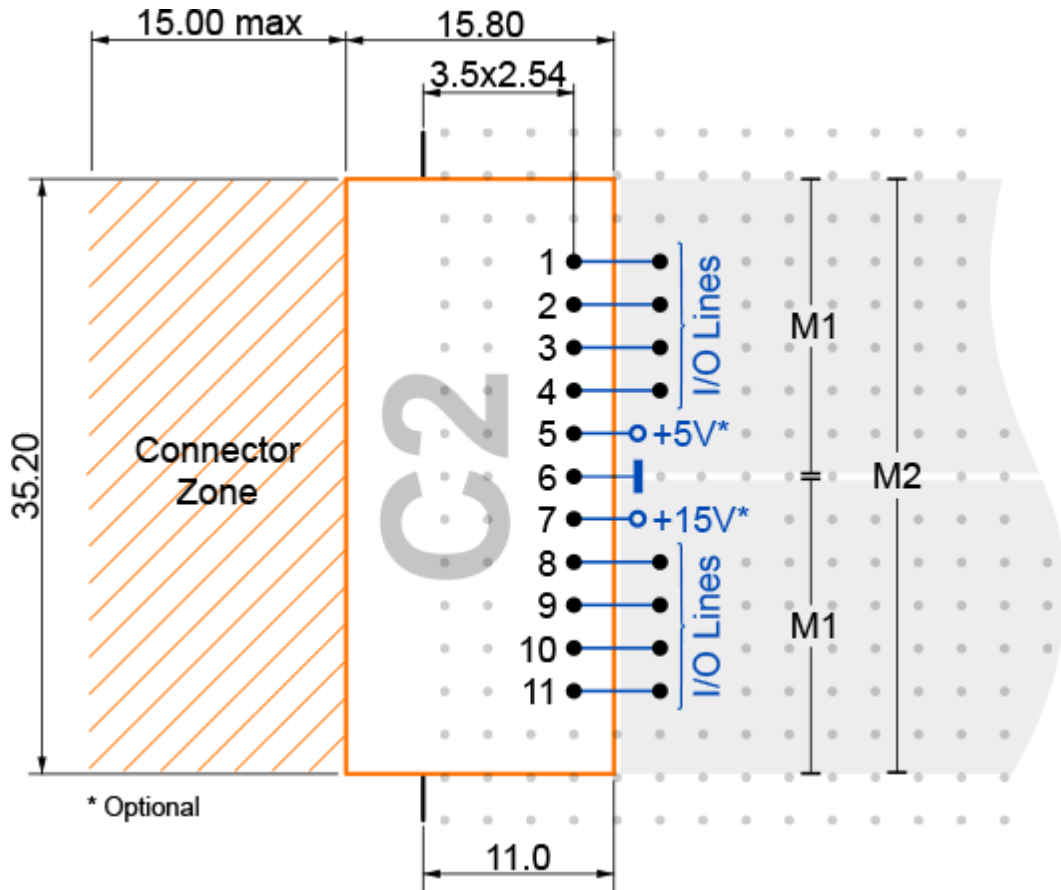 15.00 max
15.80
3.5x2.54
35.20
Connector
Zone
C2
1
2
3
4
5
6
7
8
9
10
11
I/O Lines
+5V*
+15V*
I/O Lines
M1
M2
M1
* Optional
11.0